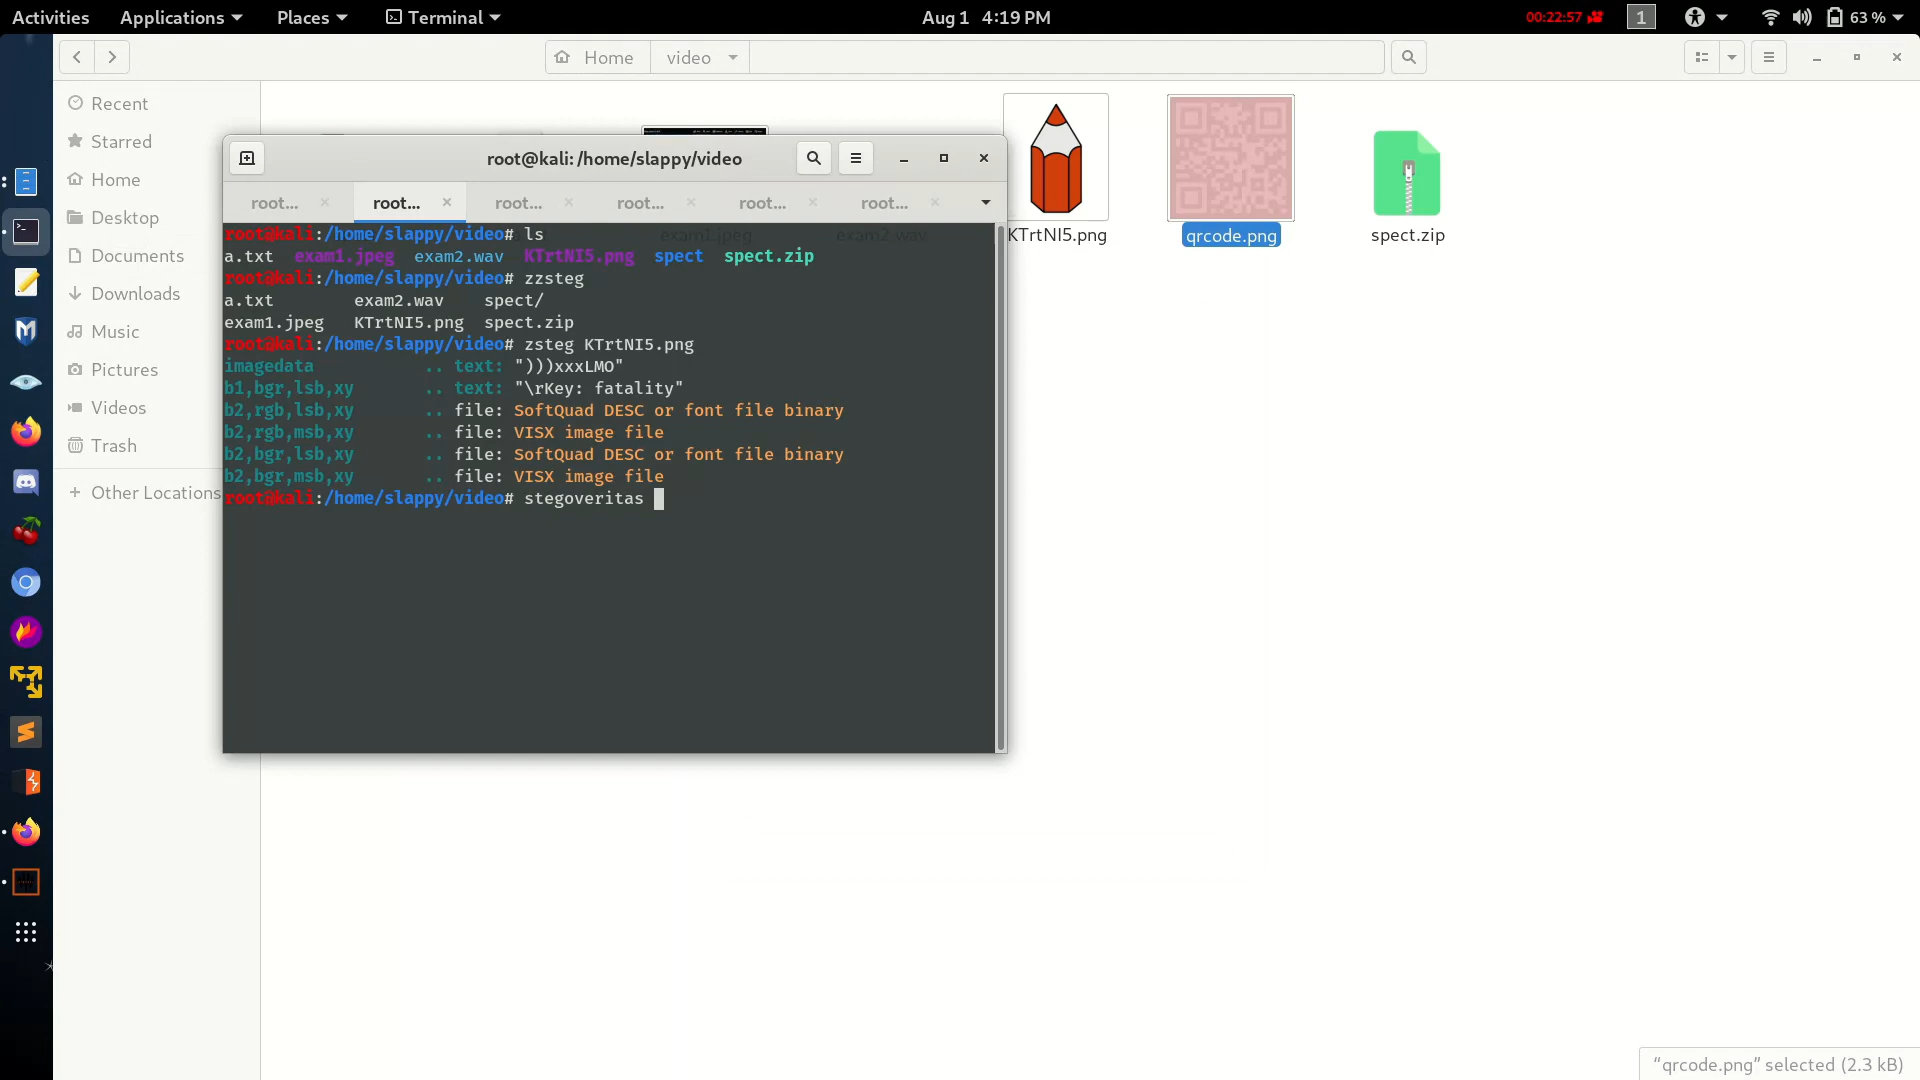 Activities Applications Places Terminal Aug 1 4:19 PM 00:22:57 1 63 %
Home video
Recent
Starred
Home
Desktop
Documents
Downloads
Music
Pictures
Videos
Trash
Other Locations
KTrtNI5.png
qrcode.png
spect.zip
root@kali:/home/slappy/video
root... root... root... root... root... root...
exam1.jpeg exam2.wav
root@kali:/home/slappy/video# ls
a.txt exam1.jpeg exam2.wav KTrtNI5.png spect spect.zip
root@kali:/home/slappy/video# zzsteg
a.txt exam2.wav spect/
exam1.jpeg KTrtNI5.png spect.zip
root@kali:/home/slappy/video# zsteg KTrtNI5.png
imagedata .. text: ")))xxxLMO"
b1,bgr,lsb,xy .. text: "\rKey: fatality"
b2,rgb,lsb,xy .. file: SoftQuad DESC or font file binary
b2,rgb,msb,xy .. file: VISX image file
b2,bgr,lsb,xy .. file: SoftQuad DESC or font file binary
b2,bgr,msb,xy .. file: VISX image file
root@kali:/home/slappy/video# stegoveritas
“qrcode.png” selected (2.3 kB)